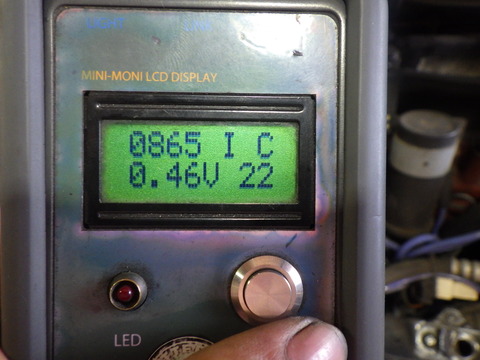 MINI-MONI LCD DISPLAY
0865 I C
0.46V 22
LED